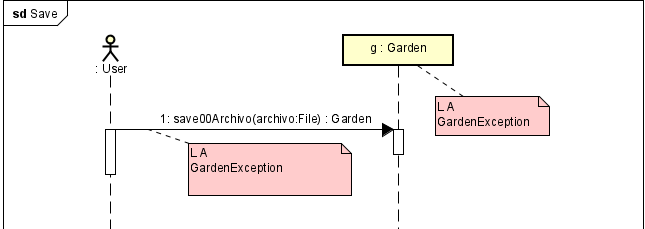 sd Save
g : Garden
: User
1: save00Archivo(archivo:File) : Garden
L A
GardenException
L A
GardenException